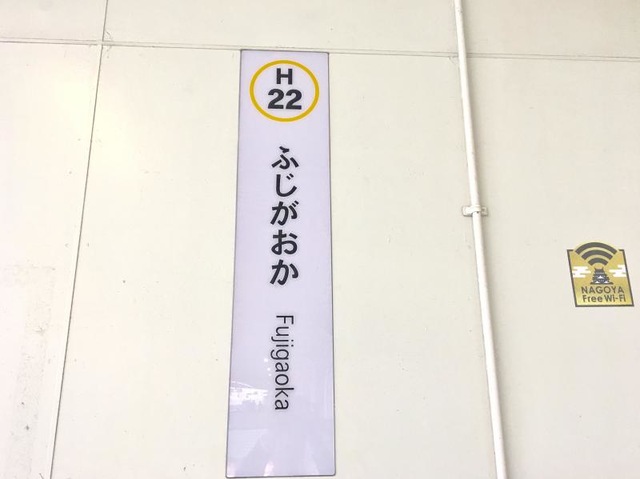 H
22
ふじがおか
Fujigaoka
NAGOYA
Free Wi-Fi